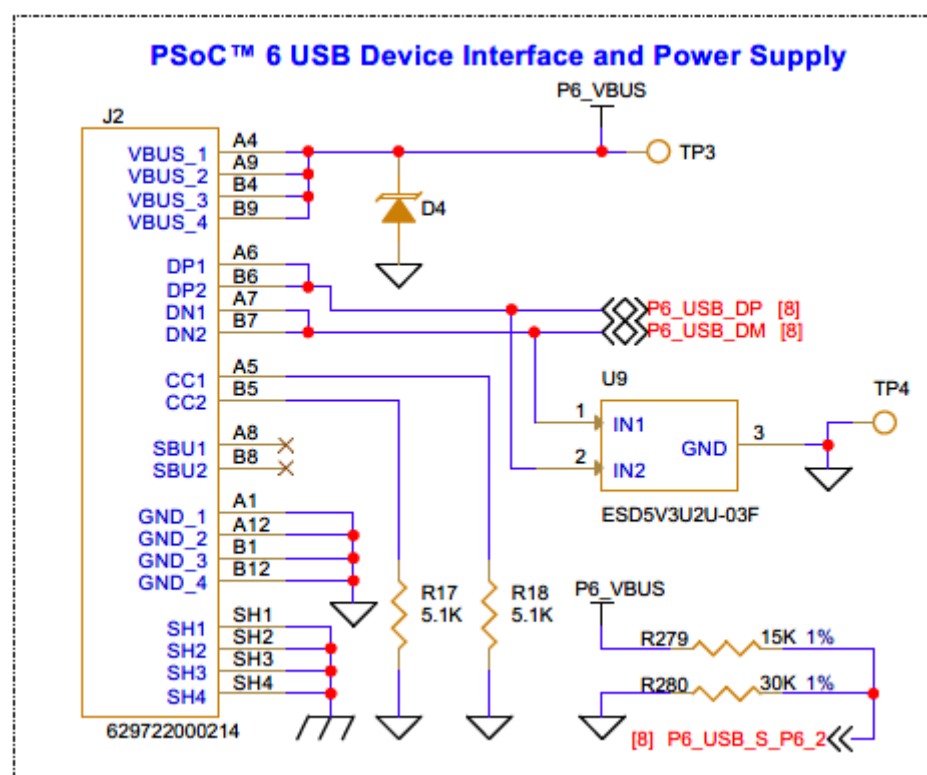 PSoC™ 6 USB Device Interface and Power Supply
P6_VBUS
J2
VBUS_1 A4
VBUS_2 A9
VBUS_3 B4
VBUS_4 B9
TP3
D4
DP1 A6
DP2 B6
DN1 A7
DN2 B7
P6_USB_DP [8]
P6_USB_DM [8]
CC1 A5
CC2 B5
U9
TP4
1 IN1
2 IN2
GND 3
ESD5V3U2U-03F
SBU1 A8
SBU2 B8
GND_1 A1
GND_2 A12
GND_3 B1
GND_4 B12
R17
5.1K
R18
5.1K
P6_VBUS
R279 15K 1%
R280 30K 1%
[8] P6_USB_S_P6_2
SH1 SH1
SH2 SH2
SH3 SH3
SH4 SH4
629722000214